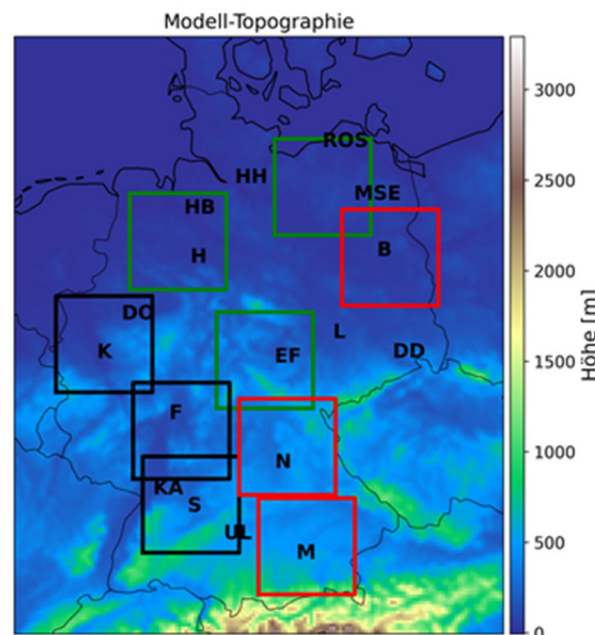 Modell-Topographie
ROS
HH
MSE
HB
B
H
DO
L
K
EF
DD
F
N
KA
S
UL
M
3000
2500
2000
1500
1000
500
0
Höhe [m]